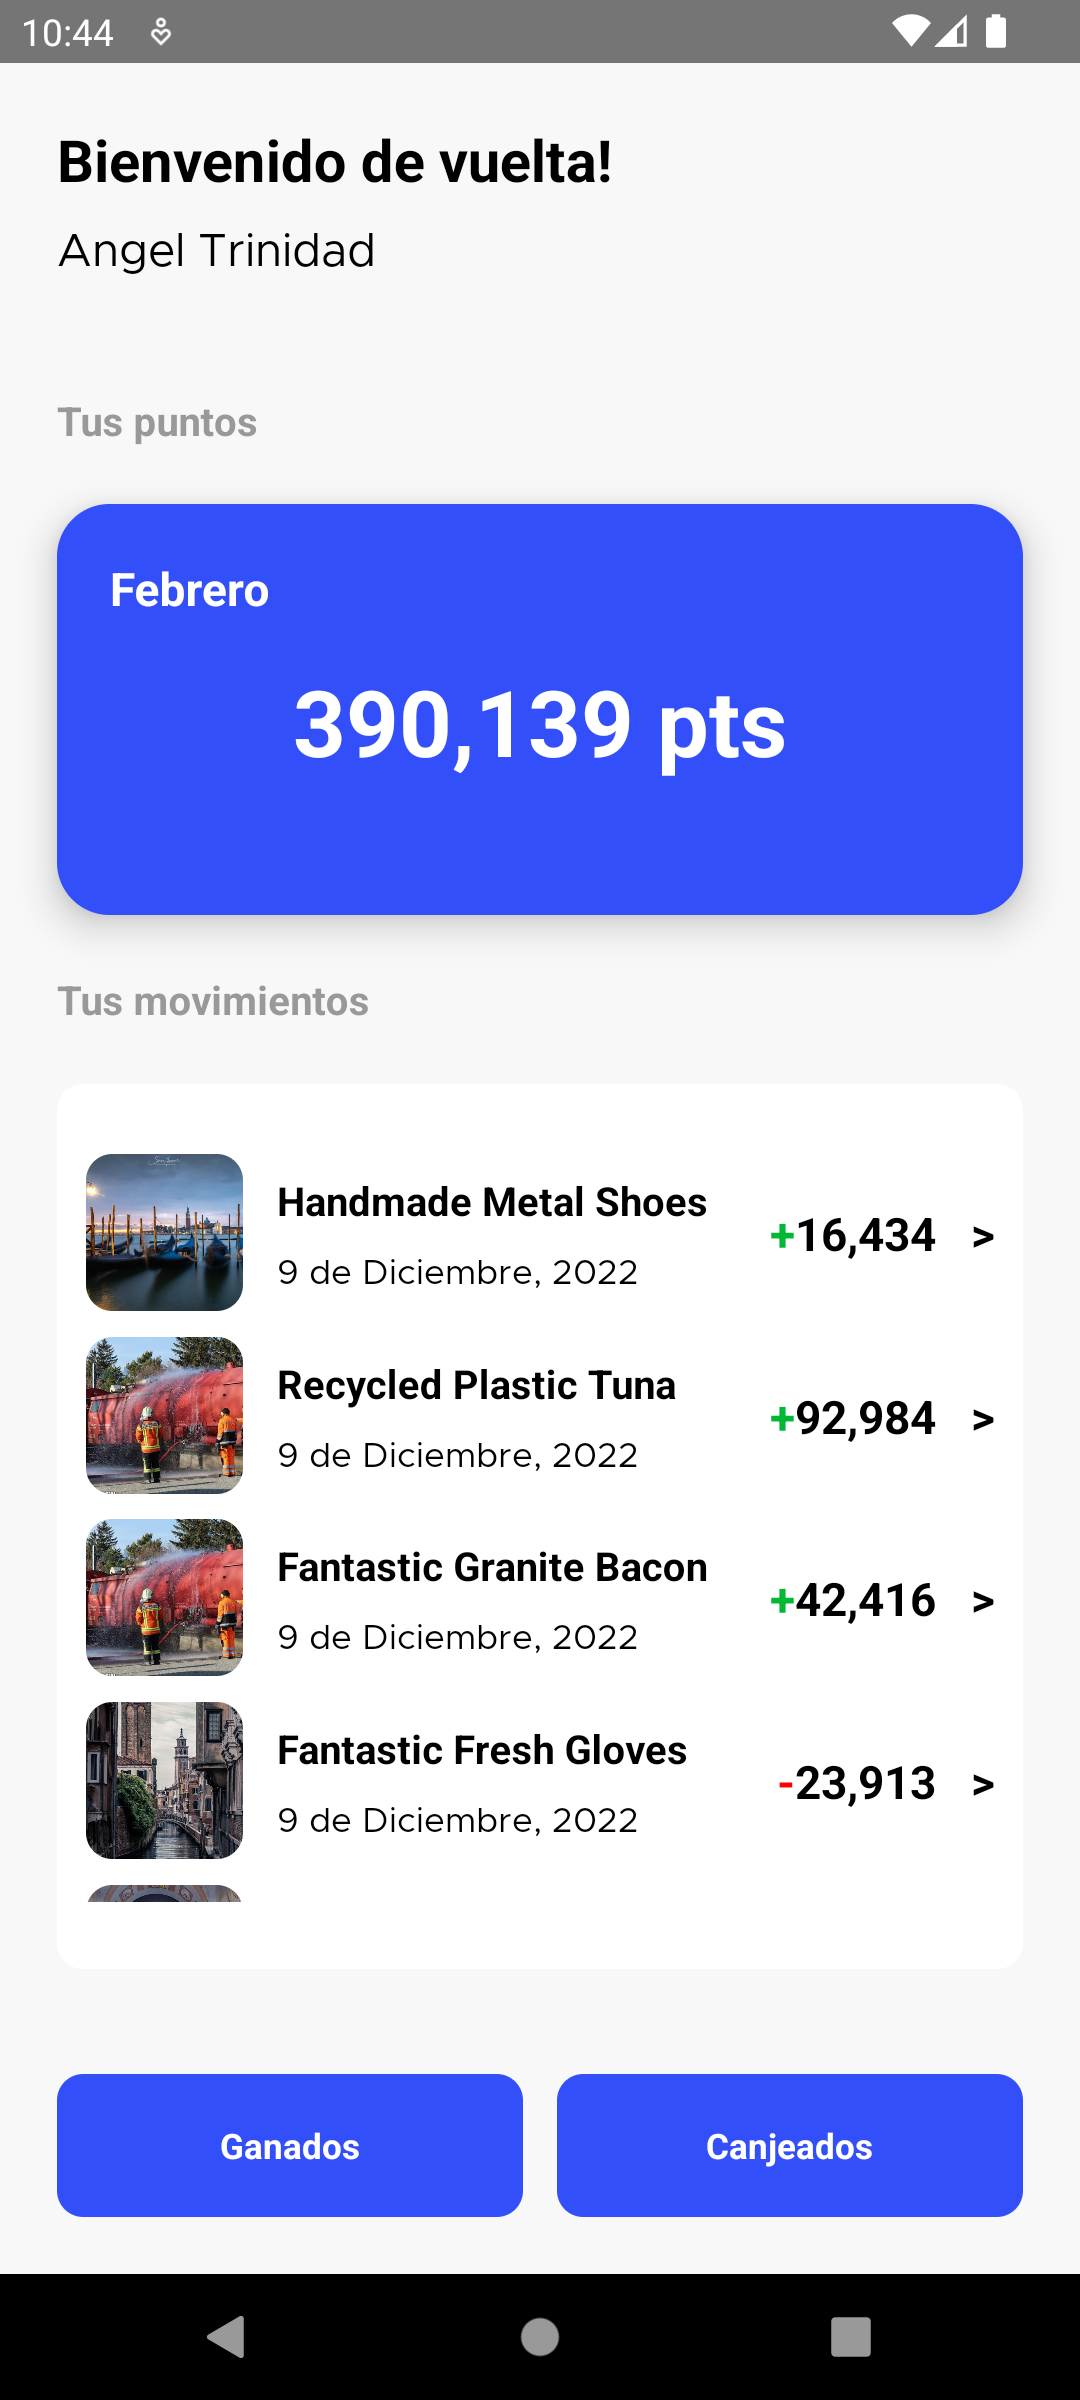 10:44
Bienvenido de vuelta!
Angel Trinidad
Tus puntos
Febrero
390,139 pts
Tus movimientos
Handmade Metal Shoes
9 de Diciembre, 2022
+16,434 >
Recycled Plastic Tuna
9 de Diciembre, 2022
+92,984 >
Fantastic Granite Bacon
9 de Diciembre, 2022
+42,416 >
Fantastic Fresh Gloves
9 de Diciembre, 2022
-23,913 >
Ganados
Canjeados